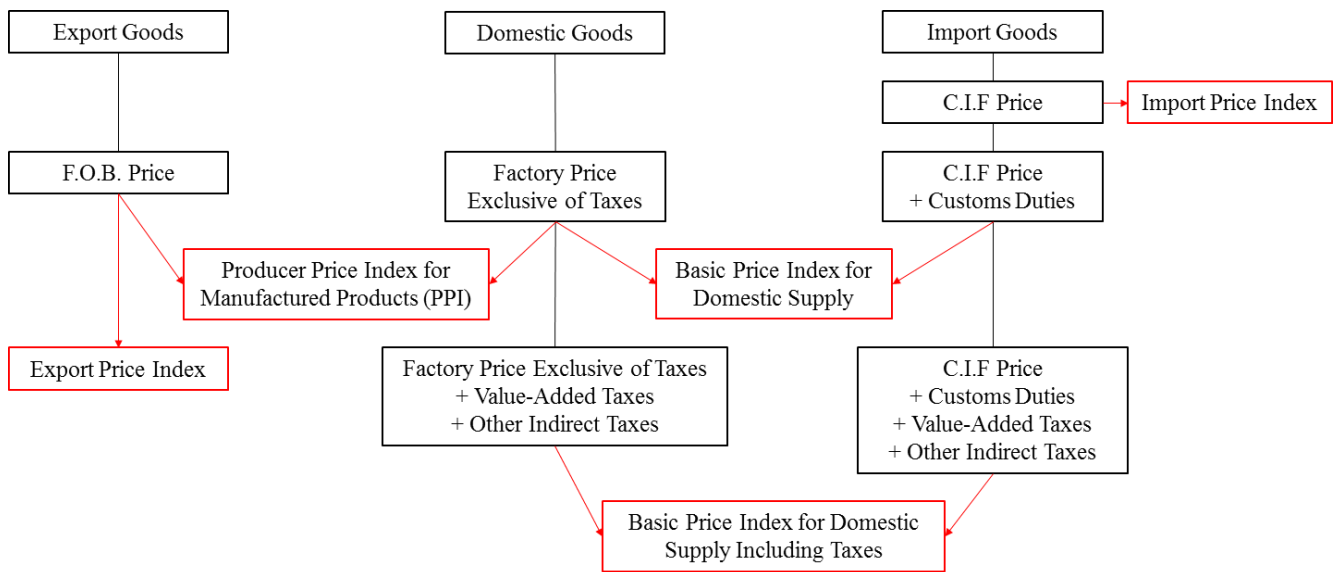 Export Goods
Domestic Goods
Import Goods
C.I.F Price
Import Price Index
F.O.B. Price
Factory Price
Exclusive of Taxes
C.I.F Price
+ Customs Duties
Producer Price Index for
Manufactured Products (PPI)
Basic Price Index for
Domestic Supply
Export Price Index
Factory Price Exclusive of Taxes
+ Value-Added Taxes
+ Other Indirect Taxes
C.I.F Price
+ Customs Duties
+ Value-Added Taxes
+ Other Indirect Taxes
Basic Price Index for Domestic
Supply Including Taxes